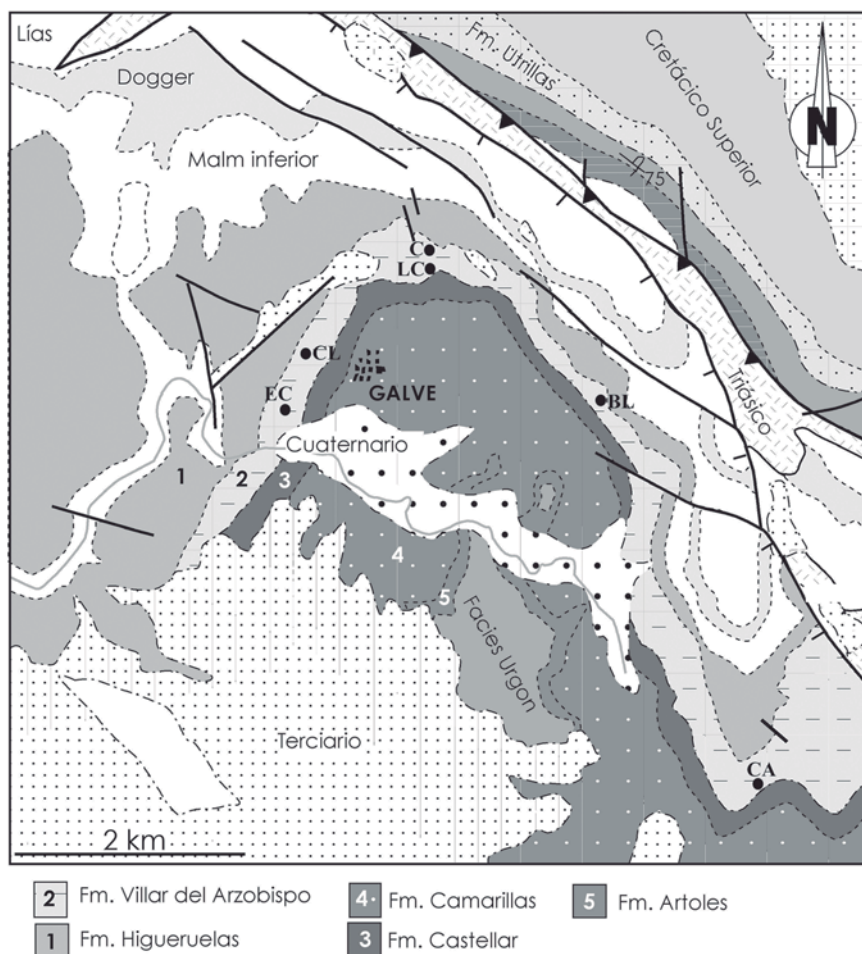 Lías
Dogger
Malm inferior
Fm. Utrillas
Cretácico Superior
N
75
C
LC
CL
EC
GALVE
BL
Triásico
Cuaternario
1
2
3
4
5
Facies Urgon
Terciario
CA
2 km
2 Fm. Villar del Arzobispo
4 Fm. Camarillas
5 Fm. Artoles
1 Fm. Higueruelas
3 Fm. Castellar